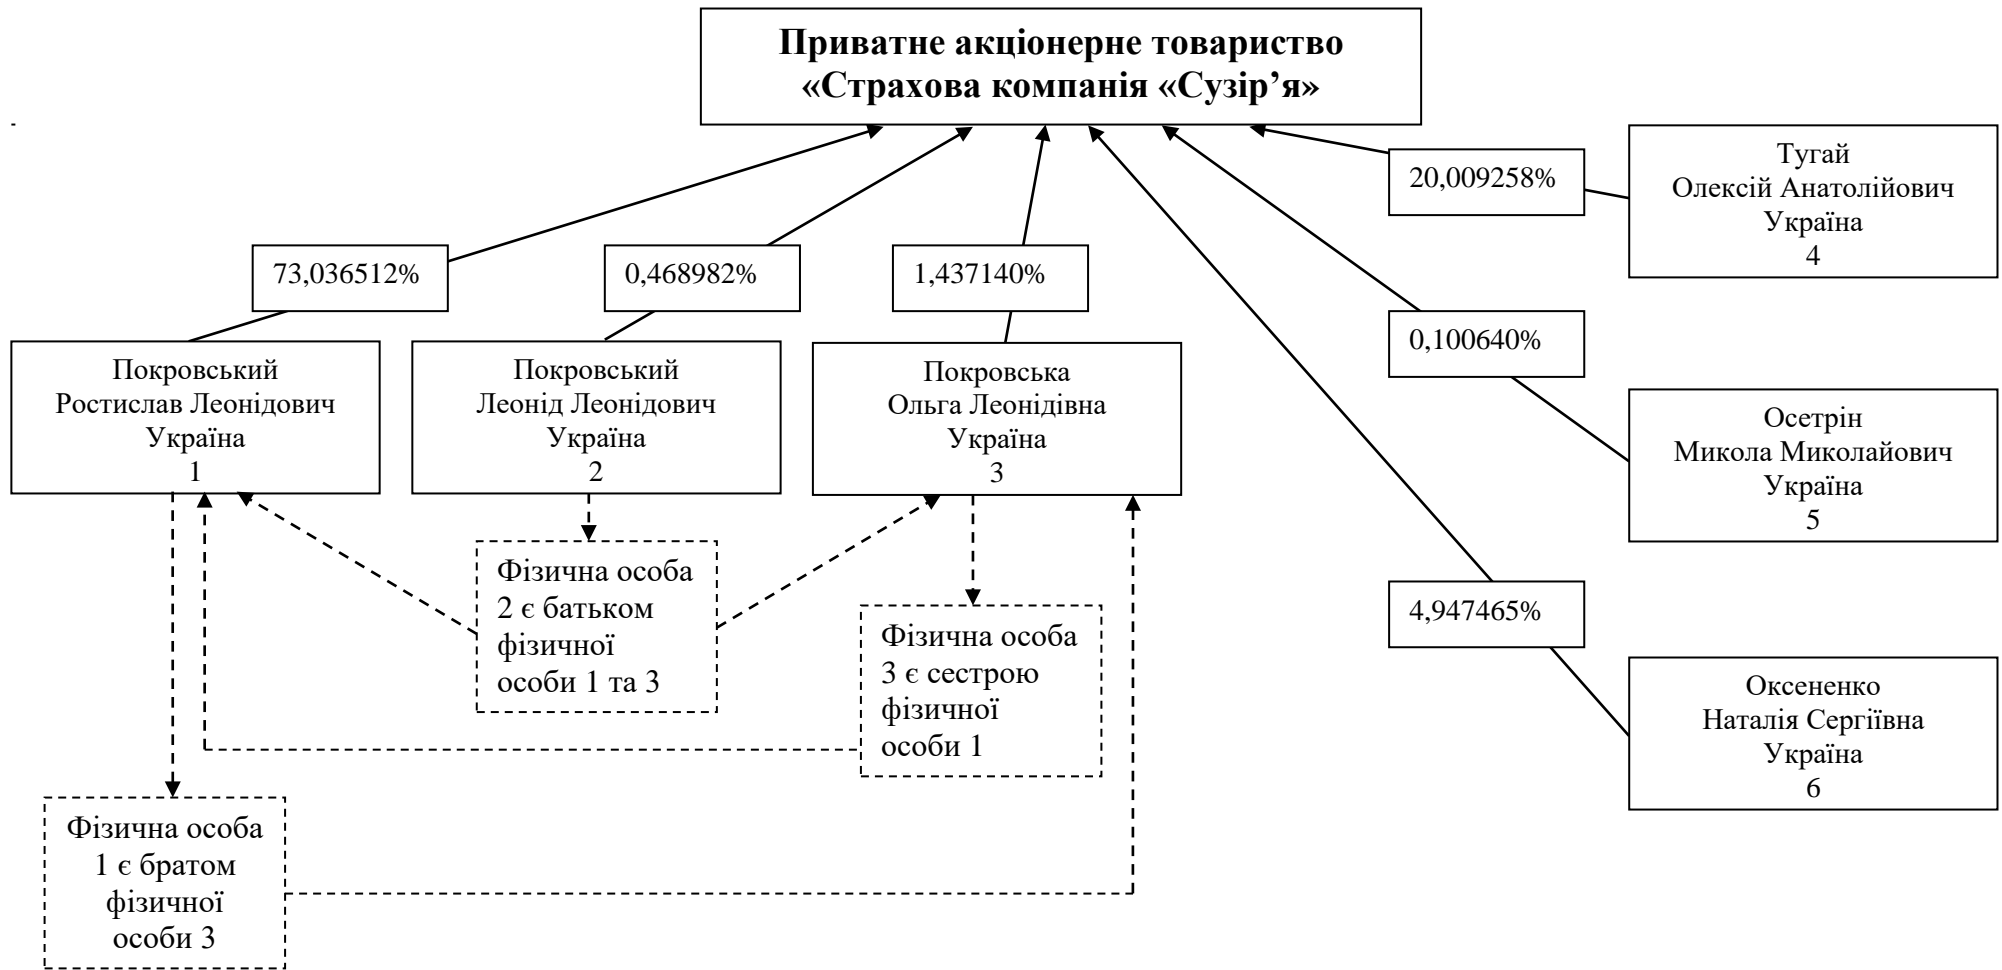 Приватне акціонерне товариство
«Страхова компанія «Сузір’я»
-
Тугай
Олексій Анатолійович
Україна
4
20,009258%
73,036512%
0,468982%
1,437140%
0,100640%
Покровський
Ростислав Леонідович
Україна
1
Покровський
Леонід Леонідович
Україна
2
Покровська
Ольга Леонідівна
Україна
3
Осетрін
Микола Миколайович
Україна
5
Фізична особа
2 є батьком
фізичної
особи 1 та 3
Фізична особа
3 є сестрою
фізичної
особи 1
4,947465%
Оксененко
Наталія Сергіївна
Україна
6
Фізична особа
1 є братом
фізичної
особи 3